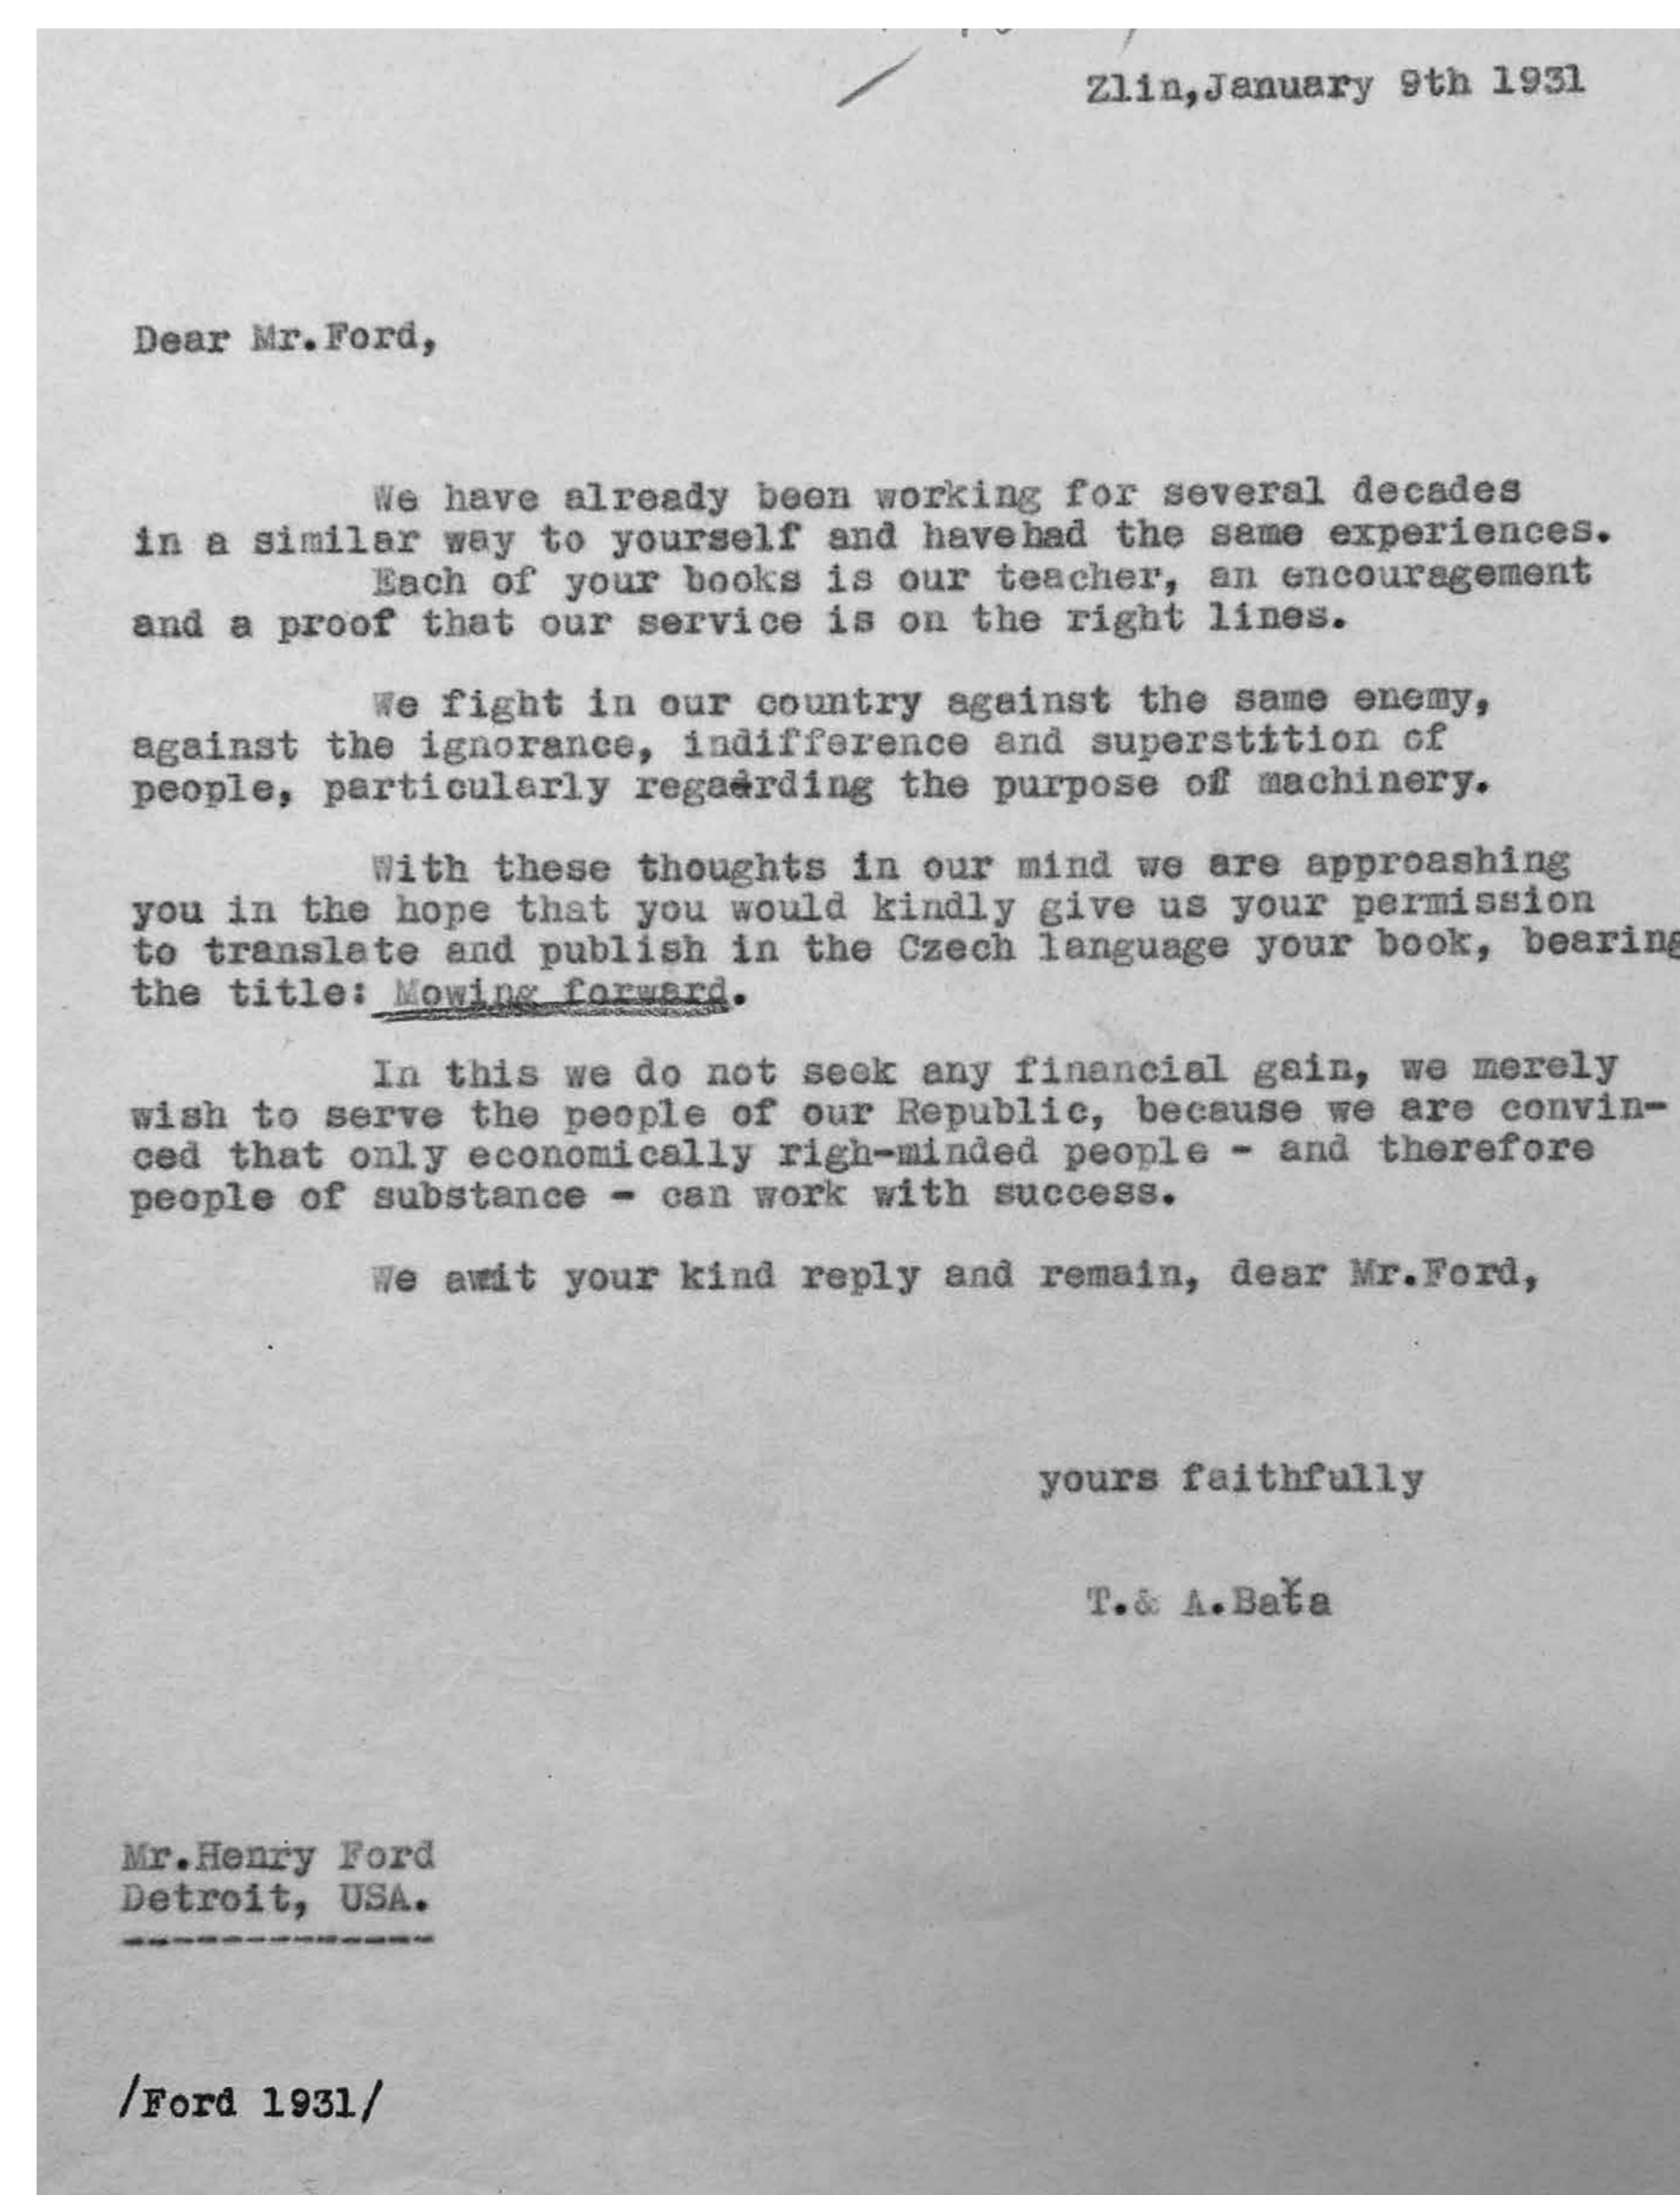 Zlin,January 9th 1931
Dear Mr.Ford,
We have already been working for several decades
in a similar way to yourself and havehad the same experiences.
Each of your books is our teacher, an encouragement
and a proof that our service is on the right lines.
We fight in our country against the same enemy,
against the ignorance, indifference and superstition of
people, particularly regaărding the purpose of machinery.
With these thoughts in our mind we are approashing
you in the hope that you would kindly give us your permission
to translate and publish in the Czech language your book, bearing
the title: Mowing forward.
In this we do not seek any financial gain, we merely
wish to serve the people of our Republic, because we are convin-
ced that only economically righ-minded people - and therefore
people of substance - can work with success.
We await your kind reply and remain, dear Mr.Ford,
yours faithfully
T.& A.Baťa
Mr.Henry Ford
Detroit, USA.
/Ford 1931/